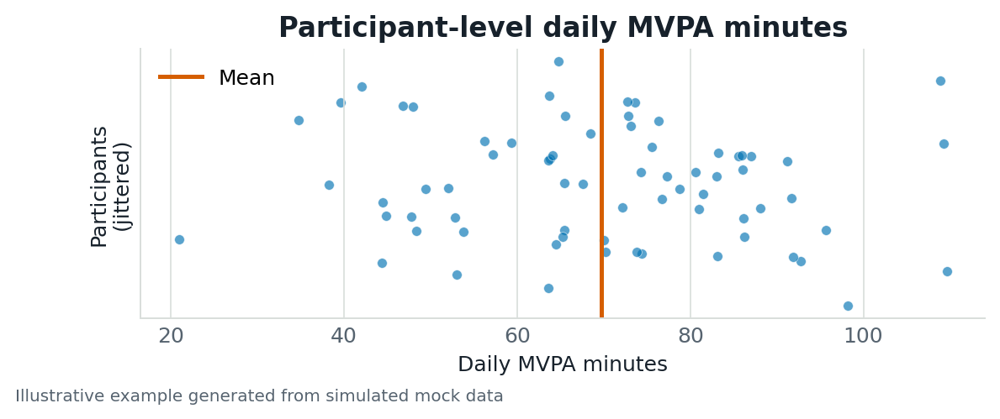 Participant-level daily MVPA minutes
Mean
Participants
(jittered)
20 40 60 80 100
Daily MVPA minutes
Illustrative example generated from simulated mock data